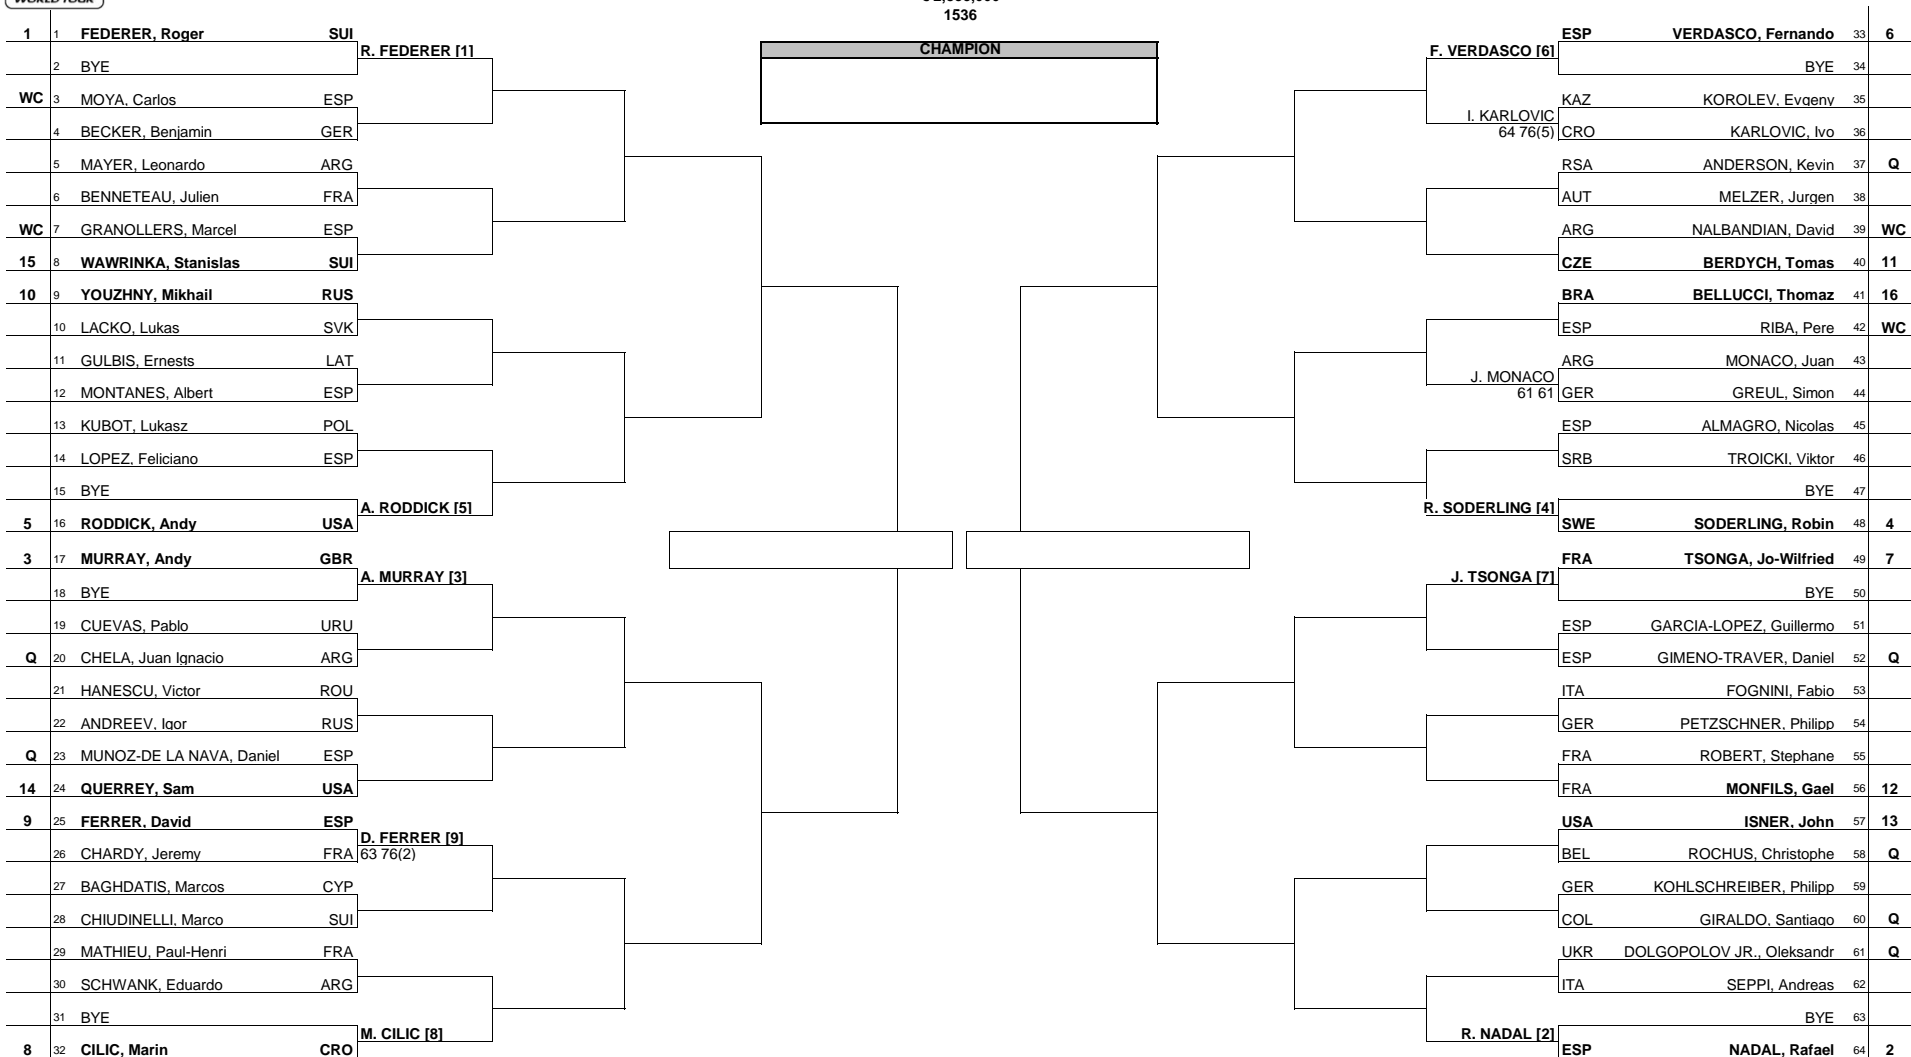 WORLD TOUR
1536
CHAMPION
1 1 FEDERER, Roger SUI
R. FEDERER [1]
2 BYE
WC 3 MOYA, Carlos ESP
4 BECKER, Benjamin GER
5 MAYER, Leonardo ARG
6 BENNETEAU, Julien FRA
WC 7 GRANOLLERS, Marcel ESP
15 8 WAWRINKA, Stanislas SUI
10 9 YOUZHNY, Mikhail RUS
10 LACKO, Lukas SVK
11 GULBIS, Ernests LAT
12 MONTANES, Albert ESP
13 KUBOT, Lukasz POL
14 LOPEZ, Feliciano ESP
15 BYE
A. RODDICK [5]
5 16 RODDICK, Andy USA
3 17 MURRAY, Andy GBR
A. MURRAY [3]
18 BYE
19 CUEVAS, Pablo URU
Q 20 CHELA, Juan Ignacio ARG
21 HANESCU, Victor ROU
22 ANDREEV, Igor RUS
Q 23 MUNOZ-DE LA NAVA, Daniel ESP
14 24 QUERREY, Sam USA
9 25 FERRER, David ESP
D. FERRER [9]
26 CHARDY, Jeremy FRA 63 76(2)
27 BAGHDATIS, Marcos CYP
28 CHIUDINELLI, Marco SUI
29 MATHIEU, Paul-Henri FRA
30 SCHWANK, Eduardo ARG
31 BYE
M. CILIC [8]
8 32 CILIC, Marin CRO
ESP VERDASCO, Fernando 33 6
F. VERDASCO [6]
BYE 34
KAZ KOROLEV, Evgeny 35
I. KARLOVIC
64 76(5) CRO KARLOVIC, Ivo 36
RSA ANDERSON, Kevin 37 Q
AUT MELZER, Jurgen 38
ARG NALBANDIAN, David 39 WC
CZE BERDYCH, Tomas 40 11
BRA BELLUCCI, Thomaz 41 16
ESP RIBA, Pere 42 WC
ARG MONACO, Juan 43
J. MONACO
61 61 GER GREUL, Simon 44
ESP ALMAGRO, Nicolas 45
SRB TROICKI, Viktor 46
BYE 47
R. SODERLING [4]
SWE SODERLING, Robin 48 4
FRA TSONGA, Jo-Wilfried 49 7
J. TSONGA [7]
BYE 50
ESP GARCIA-LOPEZ, Guillermo 51
ESP GIMENO-TRAVER, Daniel 52 Q
ITA FOGNINI, Fabio 53
GER PETZSCHNER, Philipp 54
FRA ROBERT, Stephane 55
FRA MONFILS, Gael 56 12
USA ISNER, John 57 13
BEL ROCHUS, Christophe 58 Q
GER KOHLSCHREIBER, Philipp 59
COL GIRALDO, Santiago 60 Q
UKR DOLGOPOLOV JR., Oleksandr 61 Q
ITA SEPPI, Andreas 62
BYE 63
R. NADAL [2]
ESP NADAL, Rafael 64 2